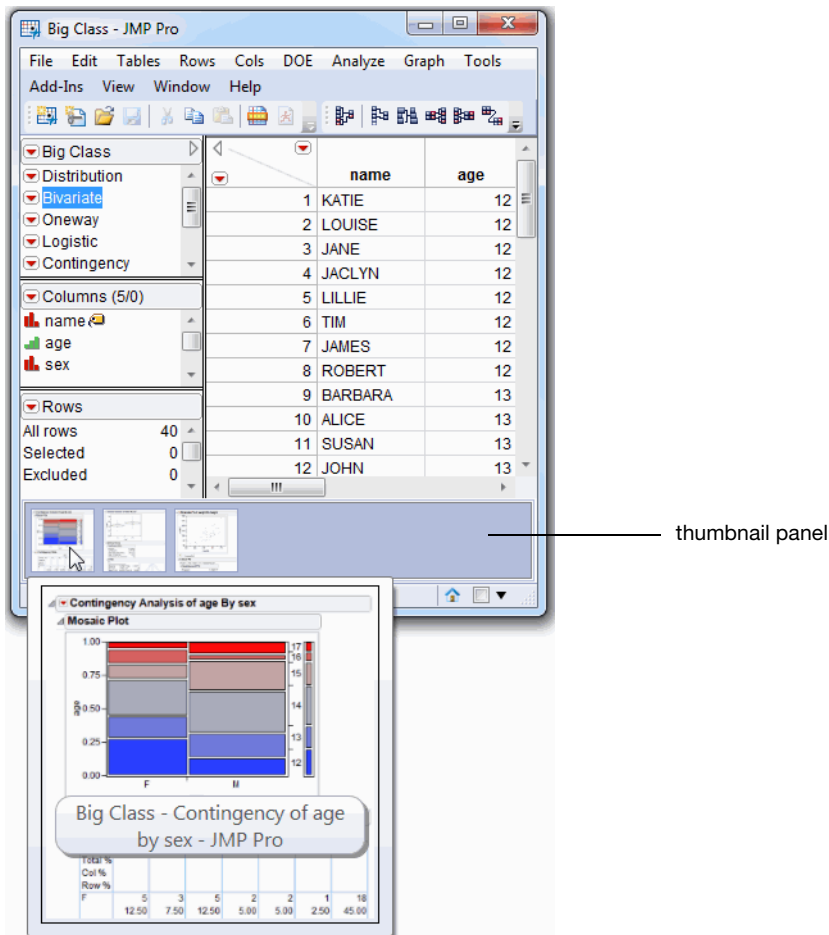 Big Class - JMP Pro
File Edit Tables Rows Cols DOE Analyze Graph Tools
Add-Ins View Window Help
Big Class
Distribution
Bivariate
Oneway
Logistic
Contingency
Columns (5/0)
name
age
sex
Rows
All rows 40
Selected 0
Excluded 0
name age
1 KATIE 12
2 LOUISE 12
3 JANE 12
4 JACLYN 12
5 LILLIE 12
6 TIM 12
7 JAMES 12
8 ROBERT 12
9 BARBARA 13
10 ALICE 13
11 SUSAN 13
12 JOHN 13
thumbnail panel
Contingency Analysis of age By sex
Mosaic Plot
1.00
0.75
0.50
0.25
0.00
age
F M
17
16
15
14
13
12
Big Class - Contingency of age
by sex - JMP Pro
Total %
Col %
Row %
F 5 3 5 2 2 1 18
12.50 7.50 12.50 5.00 5.00 2.50 45.00